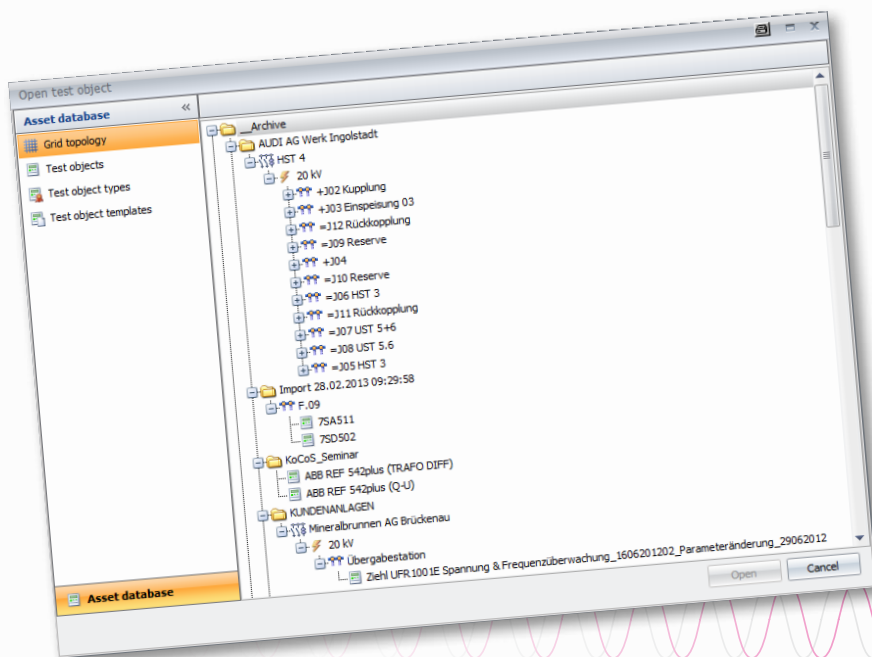 Open test object
Asset database
Grid topology
Test objects
Test object types
Test object templates
__Archive
AUDI AG Werk Ingolstadt
HST 4
20 kV
+J02 Kupplung
+J03 Einspeisung 03
=J12 Rückkopplung
=J09 Reserve
+J04
=J10 Reserve
=J06 HST 3
=J11 Rückkopplung
=J07 UST 5+6
=J08 UST 5.6
=J05 HST 3
Import 28.02.2013 09:29:58
F.09
7SA511
7SD502
KoCoS_Seminar
ABB REF 542plus (TRAFO DIFF)
ABB REF 542plus (Q-U)
KUNDENANLAGEN
Mineralbrunnen AG Brückenau
20 kV
Übergabestation
Ziehl UFR1001E Spannung & Frequenzüberwachung_1606201202_Parameteränderung_29062012
Asset database
Open
Cancel